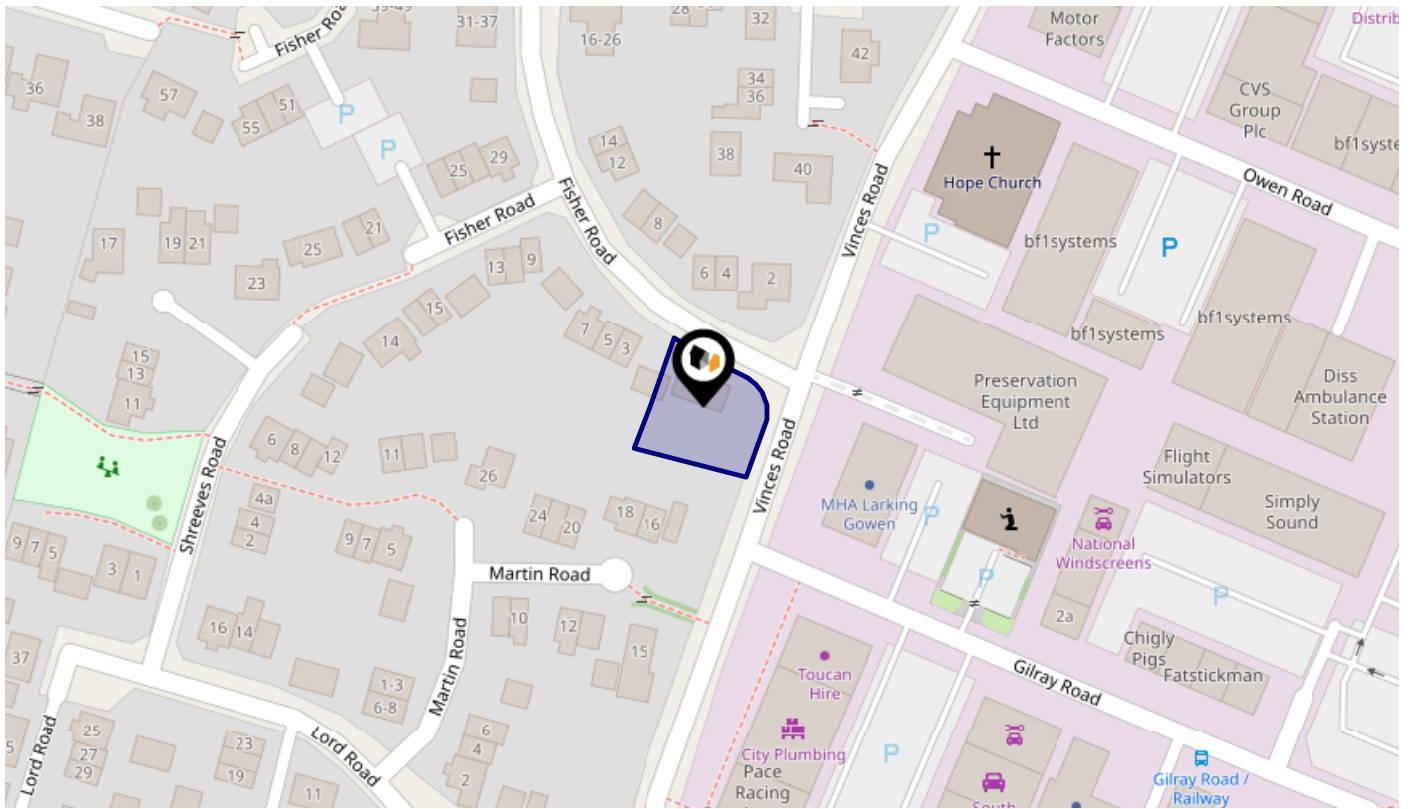 39-49
31-37
28
32
Motor
Factors
Distrib
Fisher Roa
16-26
42
36
57
38
55
51
P
P
34
36
CVS
Group
Plc
bf1syste
14
12
38
40
25
29
Hope Church
Owen Road
Fisher Road
Fisher Road
Vinces Road
8
P
bf1systems
P
17
19
21
25
21
23
13
9
6
4
2
bf1systems
bf1systems
15
14
7
5
3
15
13
11
Preservation
Equipment
Ltd
Diss
Ambulance
Station
Shreeves Road
6
8
12
11
26
Vinces Road
MHA Larking
Gowen
P
Flight
Simulators
Simply
Sound
National
Windscreens
4a
4
2
9
7
5
24
20
18
16
9
7
5
3
1
Martin Road
P
P
2a
10
12
15
16
14
Martin Road
37
1-3
6-8
Toucan
Hire
Chigly
Pigs
Fatstickman
Gilray Road
City Plumbing
Pace
Racing
P
Lord Road
5
25
27
29
23
19
11
Lord Road
6
4
2
Gilray Road /
Railway
South